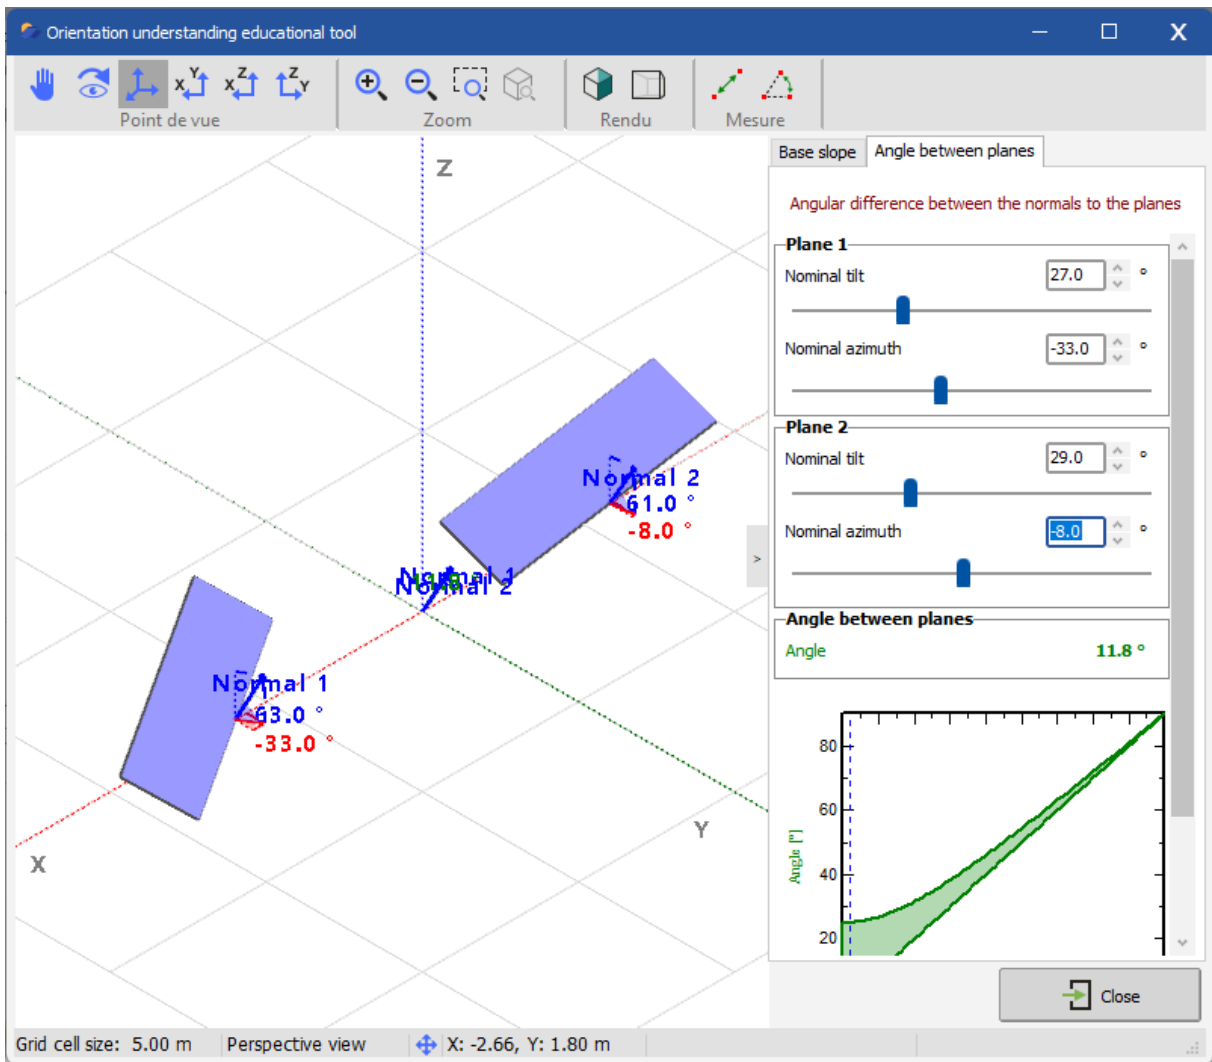 Orientation understanding educational tool
Point de vue
Zoom
Rendu
Mesure
Base slope
Angle between planes
Angular difference between the normals to the planes
Plane 1
Nominal tilt
27.0
°
Nominal azimuth
-33.0
°
Plane 2
Nominal tilt
29.0
°
Nominal azimuth
-8.0
°
Angle between planes
Angle
11.8 °
80
60
40
20
Angle [°]
Z
Normal 2
61.0 °
-8.0 °
Normal 1
Normal 2
Normal 1
63.0 °
-33.0 °
X
Y
>
Close
Grid cell size: 5.00 m
Perspective view
X: -2.66, Y: 1.80 m